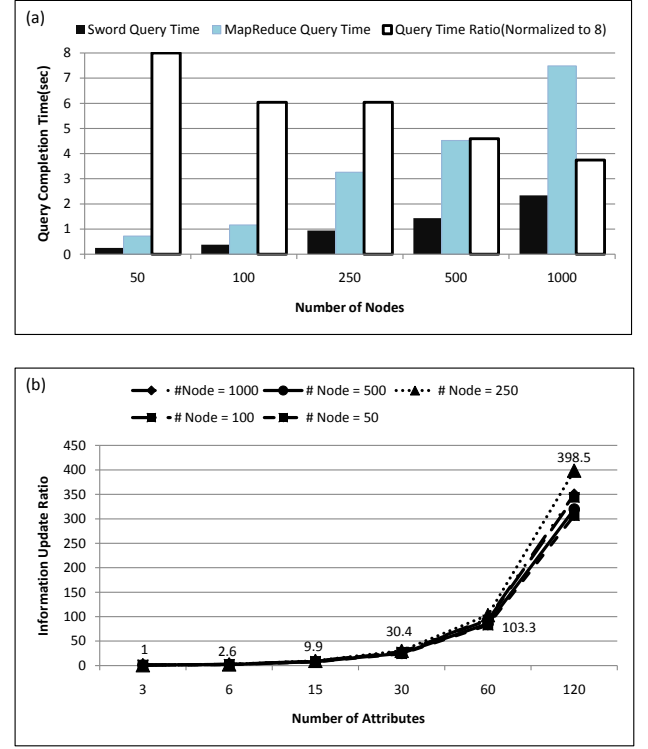 (a)
Sword Query Time MapReduce Query Time Query Time Ratio(Normalized to 8)
Query Completion Time(sec)
8
7
6
5
4
3
2
1
0
50 100 250 500 1000
Number of Nodes
(b)
#Node = 1000 # Node = 500 # Node = 250
# Node = 100 # Node = 50
Information Update Ratio
450
400
350
300
250
200
150
100
50
0
1 2.6 9.9 30.4 103.3 398.5
3 6 15 30 60 120
Number of Attributes